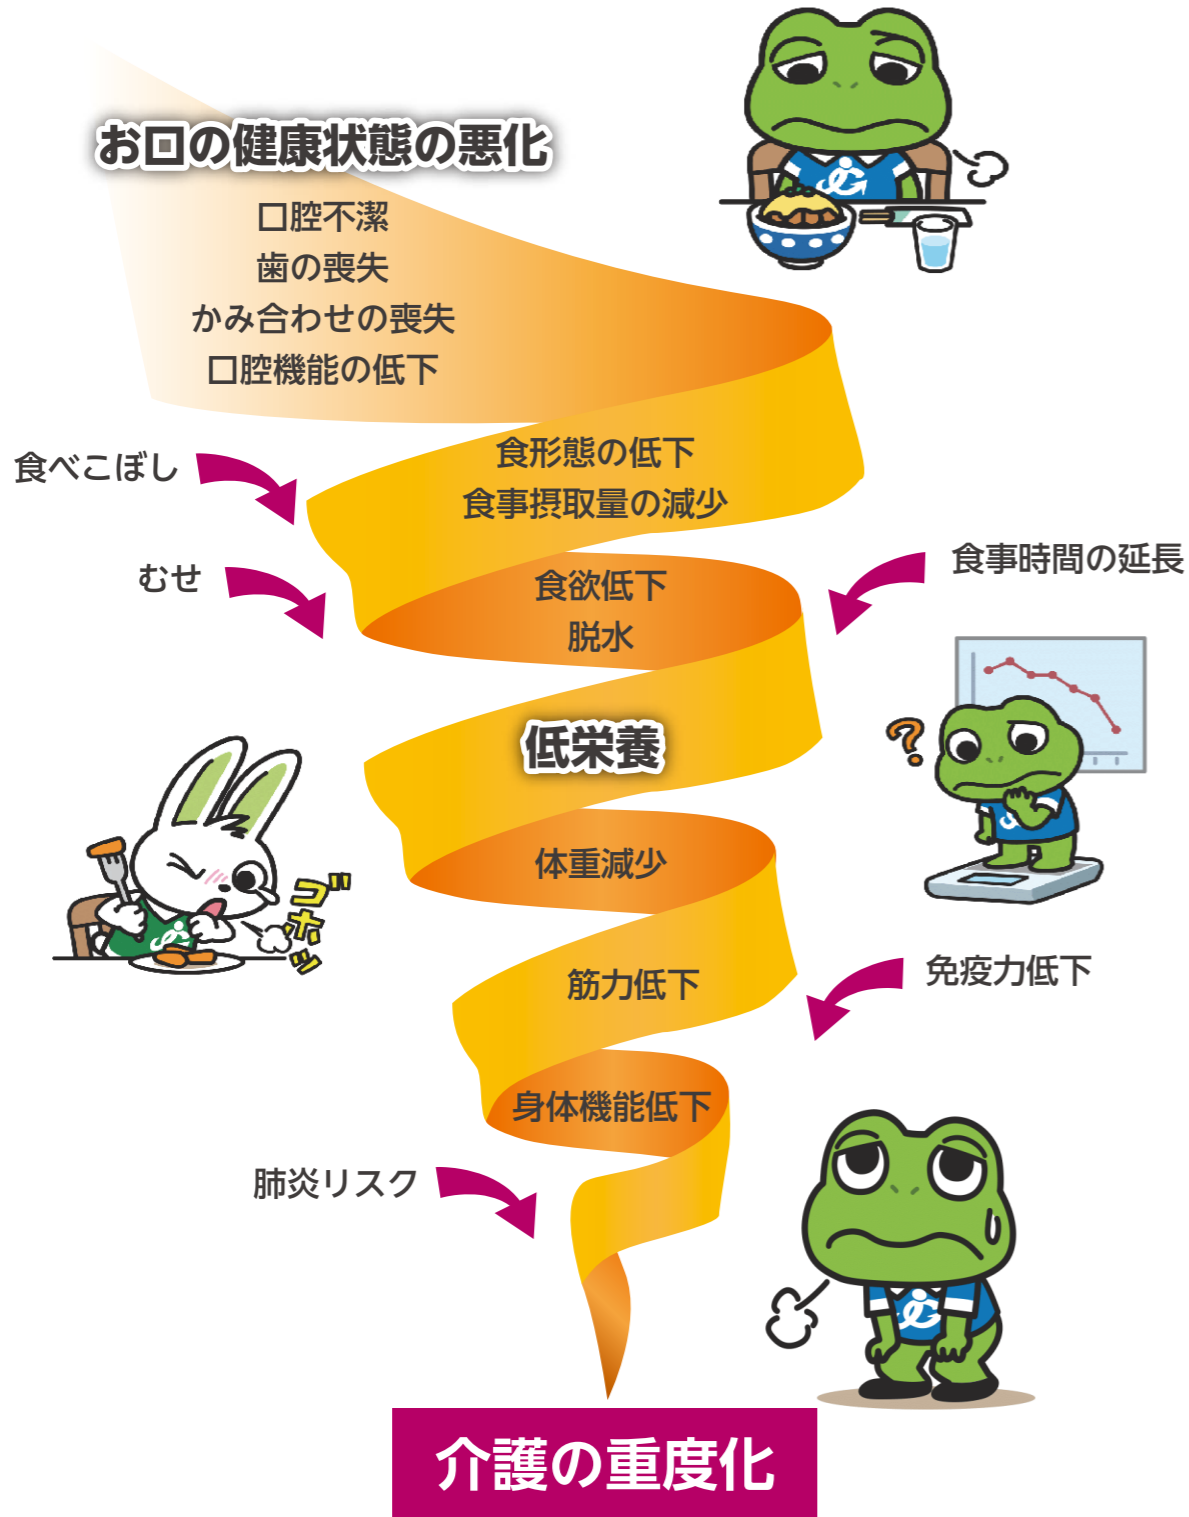 お口の健康状態の悪化
口腔不潔
歯の喪失
かみ合わせの喪失
口腔機能の低下
食べこぼし
食形態の低下
食事摂取量の減少
むせ
食欲低下
脱水
食事時間の延長
低栄養
?
ゴホッ
体重減少
筋力低下
免疫力低下
身体機能低下
肺炎リスク
介護の重度化